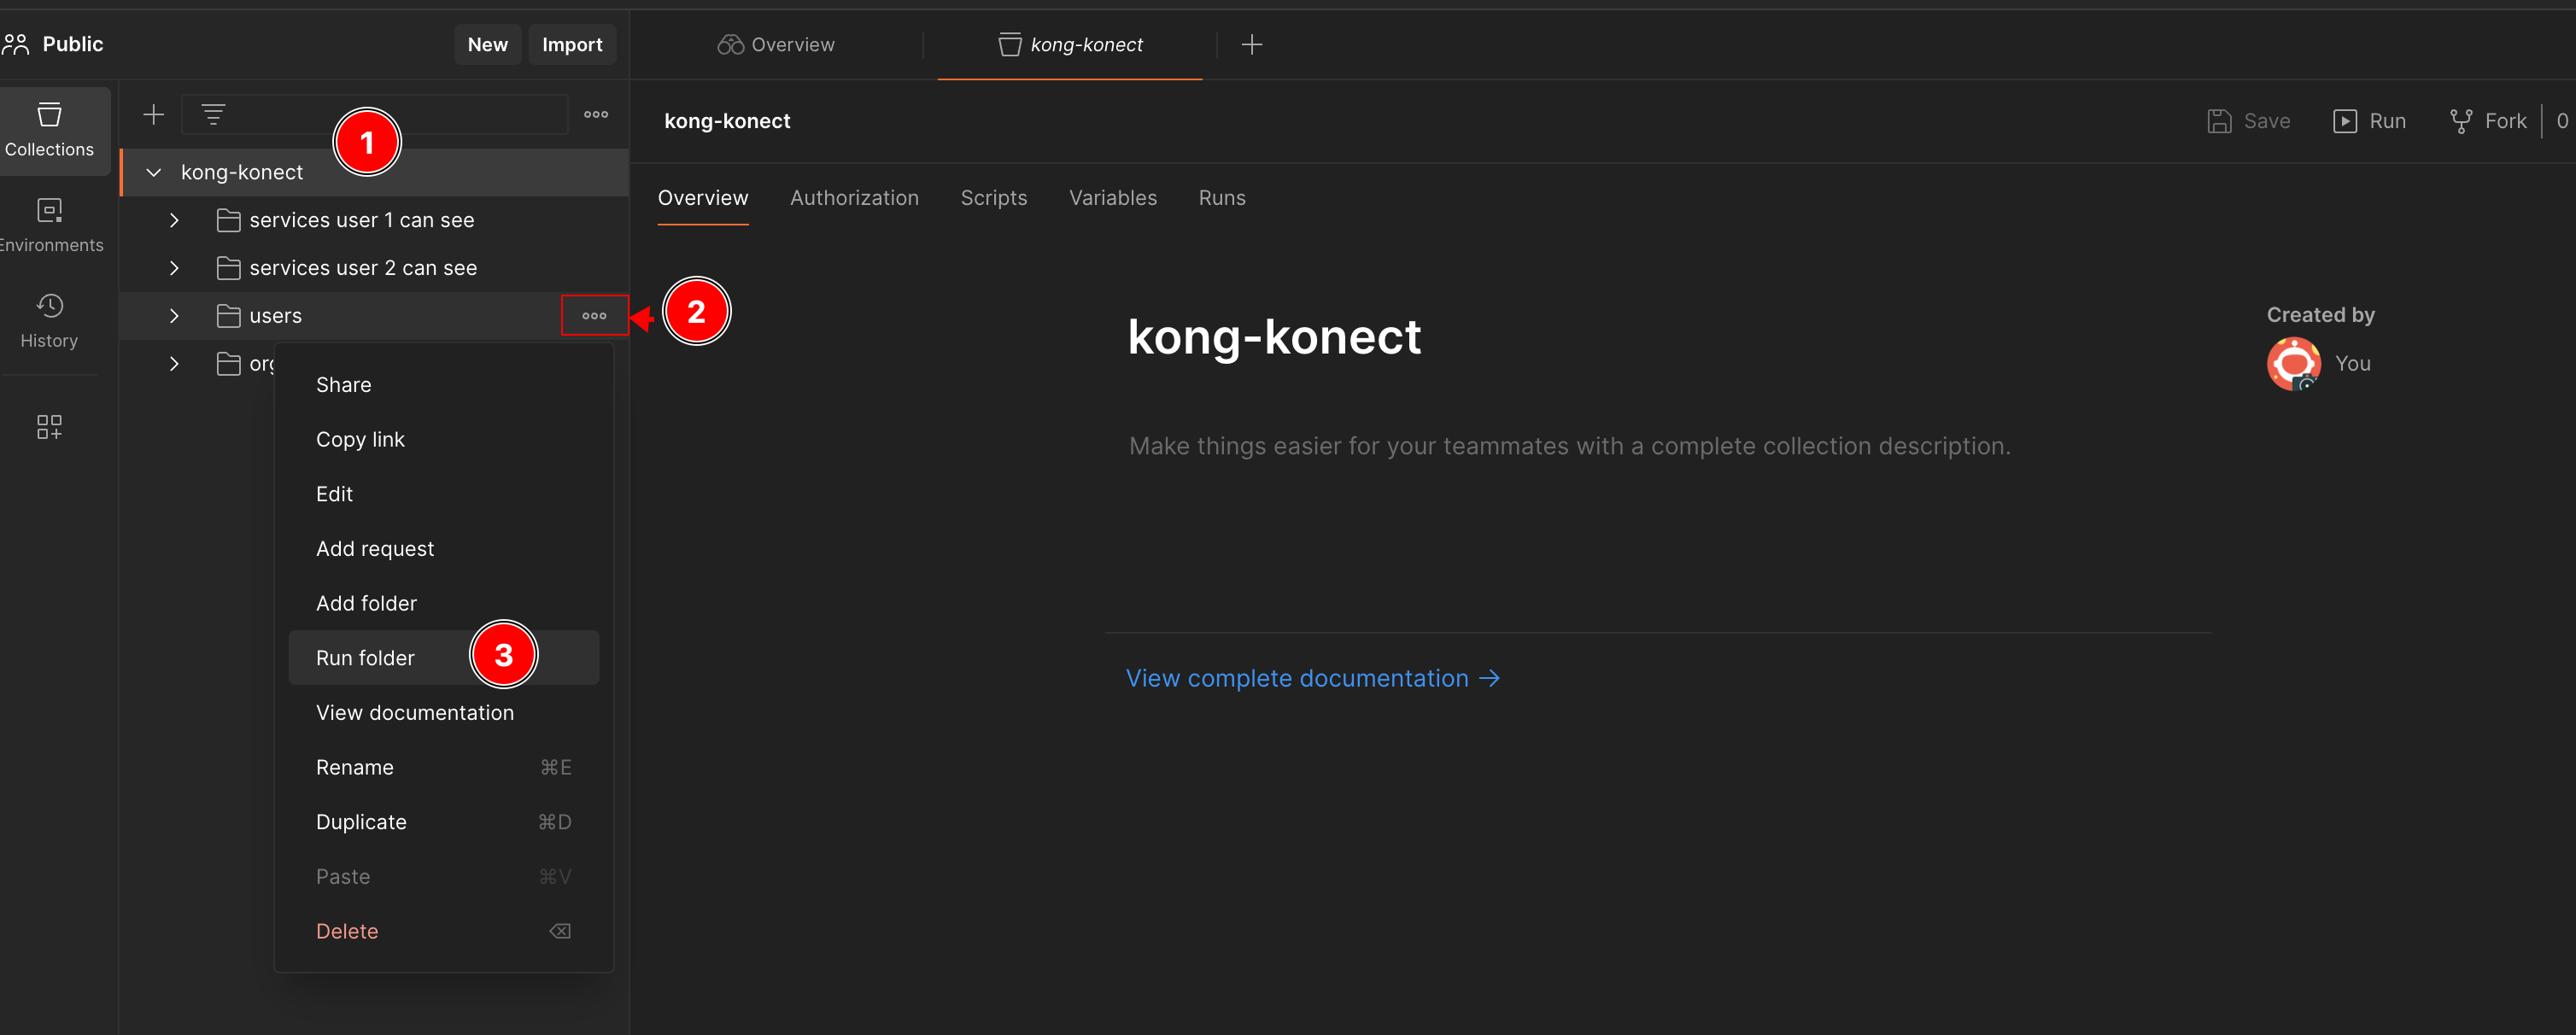 Public
New
Import
Overview
kong-konect
Collections
Environments
History
1
kong-konect
services user 1 can see
services user 2 can see
users
2
Share
Copy link
Edit
Add request
Add folder
Run folder
3
View documentation
Rename ⌘E
Duplicate ⌘D
Paste ⌘V
Delete
kong-konect
Save
Run
Fork
0
Overview
Authorization
Scripts
Variables
Runs
kong-konect
Make things easier for your teammates with a complete collection description.
View complete documentation →
Created by
You